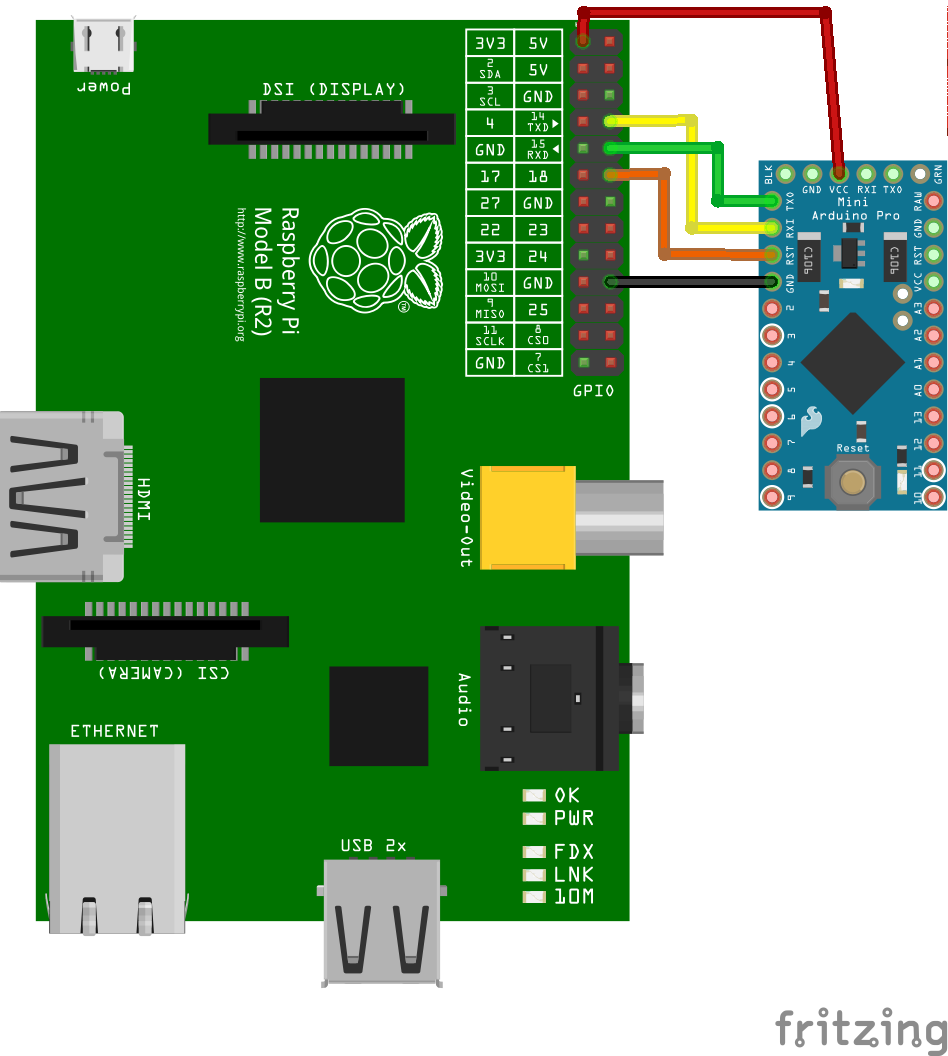 Power
DSI (DISPLAY)
3V3 5V
2 SDA 5V
3 SCL GND
4 14 TXD
GND 15 RXD
17 18
27 GND
22 23
3V3 24
10 MOSI GND
9 MISO 25
11 SCLK 8 CS0
GND 7 CS1
GPIO
Raspberry Pi
Model B (R2)
http://www.raspberrypi.org
TM
HDMI
Video-Out
CSI (CAMERA)
Audio
ETHERNET
USB 2x
OK
PWR
FDX
LNK
10M
BLK GND VCC RXI TXO GRN
Mini
Arduino Pro
TXO
RXI
RST
GND
2
3
4
5
6
7
8
9
RAW
GND
RST
VCC
A3
A2
A1
A0
13
12
11
10
C106
C106
Reset
fritzing